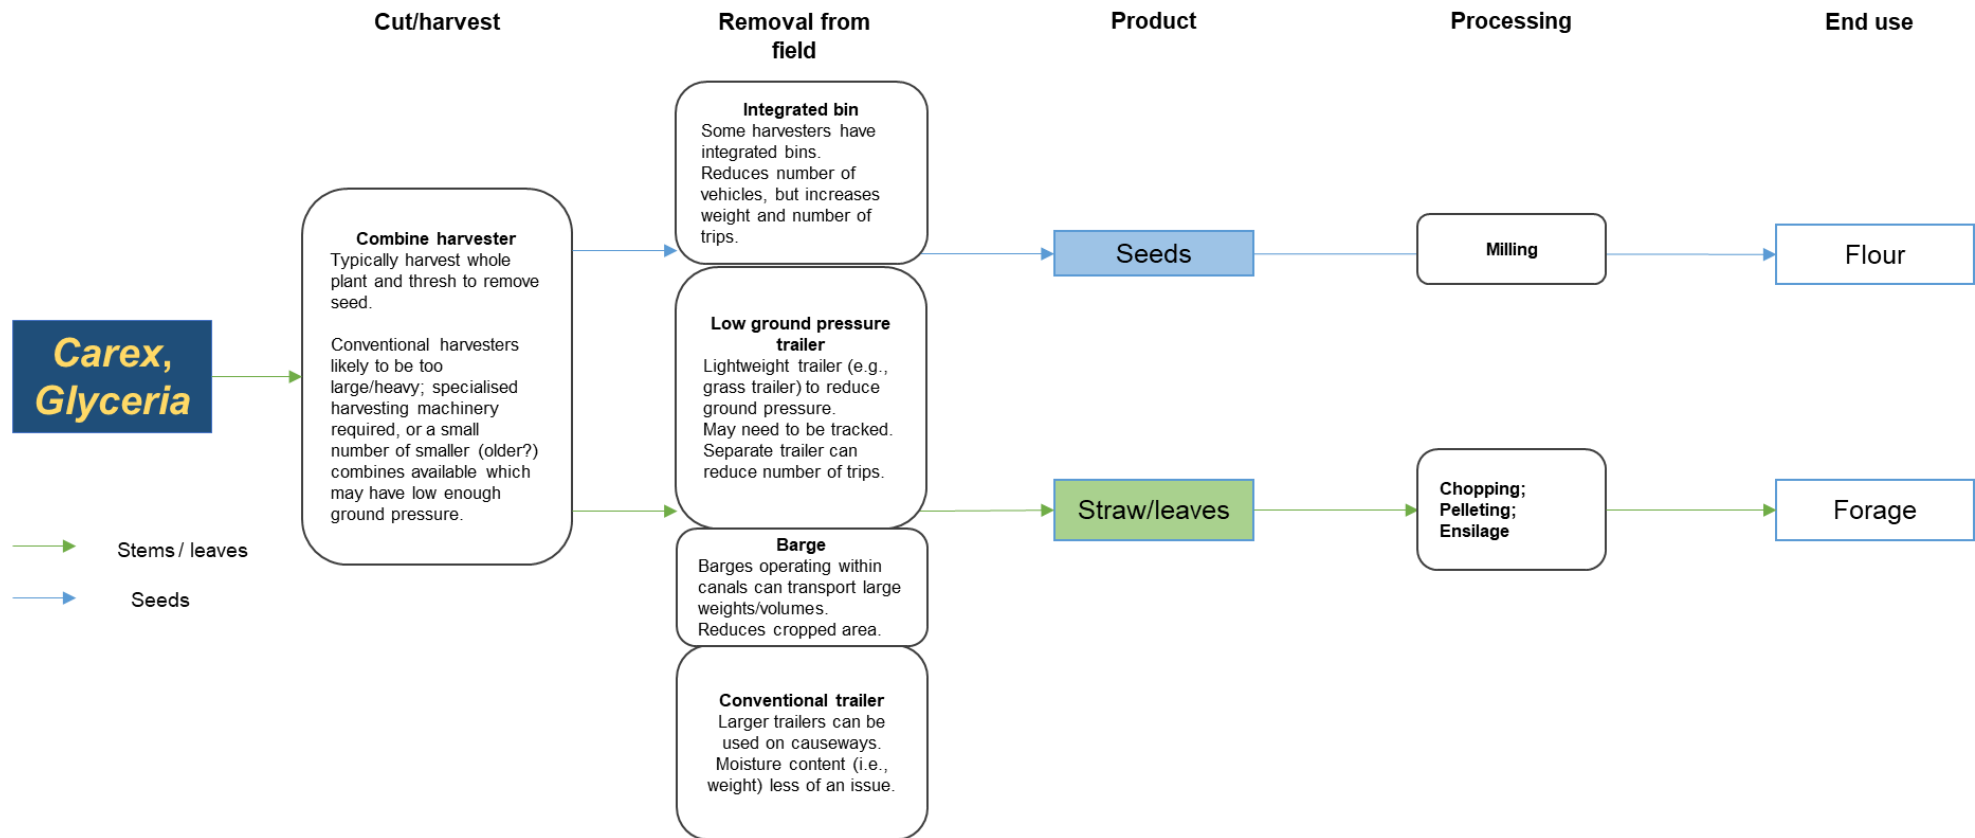 Cut/harvest
Removal from
field
Product
Processing
End use
Carex,
Glyceria
Stems / leaves
Seeds
Combine harvester
Typically harvest whole
plant and thresh to remove
seed.
Conventional harvesters
likely to be too
large/heavy; specialised
harvesting machinery
required, or a small
number of smaller (older?)
combines available which
may have low enough
ground pressure.
Integrated bin
Some harvesters have
integrated bins.
Reduces number of
vehicles, but increases
weight and number of
trips.
Low ground pressure
trailer
Lightweight trailer (e.g.,
grass trailer) to reduce
ground pressure.
May need to be tracked.
Separate trailer can
reduce number of trips.
Barge
Barges operating within
canals can transport large
weights/volumes.
Reduces cropped area.
Conventional trailer
Larger trailers can be
used on causeways.
Moisture content (i.e.,
weight) less of an issue.
Seeds
Milling
Flour
Straw/leaves
Chopping;
Pelleting;
Ensilage
Forage